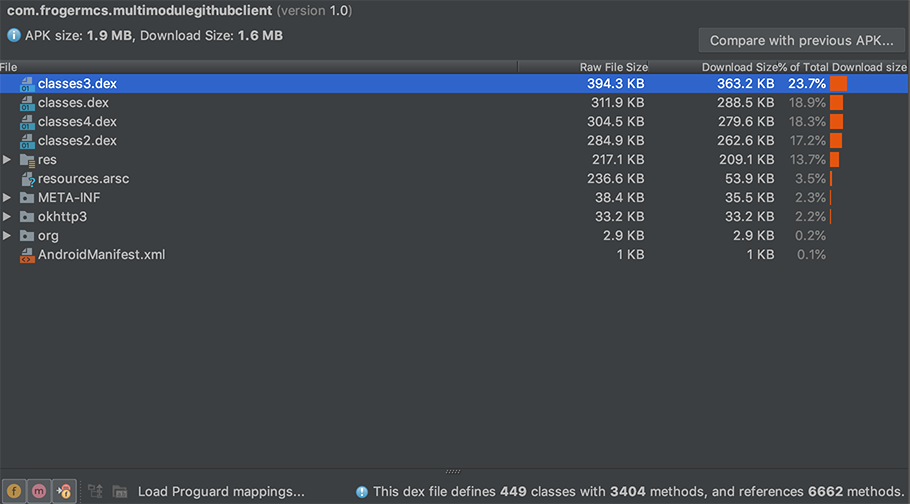 com.frogermcs.multimodulegithubclient (version 1.0)
APK size: 1.9 MB, Download Size: 1.6 MB
Compare with previous APK...
File Raw File Size Download Size % of Total Download size
classes3.dex 394.3 KB 363.2 KB 23.7%
classes.dex 311.9 KB 288.5 KB 18.9%
classes4.dex 304.5 KB 279.6 KB 18.3%
classes2.dex 284.9 KB 262.6 KB 17.2%
res 217.1 KB 209.1 KB 13.7%
resources.arsc 236.6 KB 53.9 KB 3.5%
META-INF 38.4 KB 35.5 KB 2.3%
okhttp3 33.2 KB 33.2 KB 2.2%
org 2.9 KB 2.9 KB 0.2%
AndroidManifest.xml 1 KB 1 KB 0.1%
f m f Load Proguard mappings... This dex file defines 449 classes with 3404 methods, and references 6662 methods.